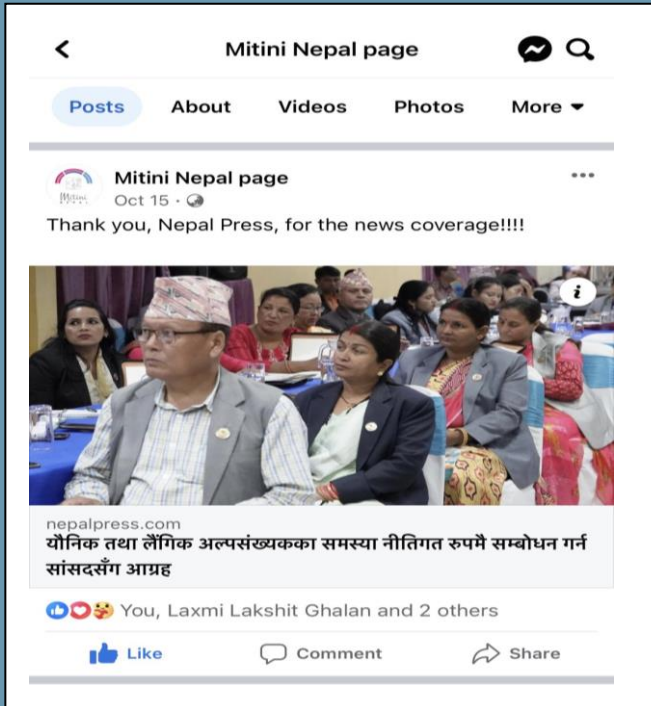 Mitini Nepal page
Posts About Videos Photos More
Mitini Nepal page
Oct 15
Thank you, Nepal Press, for the news coverage!!!!
nepalpress.com
यौनिक तथा लैंगिक अल्पसंख्यकका समस्या नीतिगत रुपमै सम्बोधन गर्न
सांसदसँग आग्रह
You, Laxmi Lakshit Ghalan and 2 others
Like Comment Share